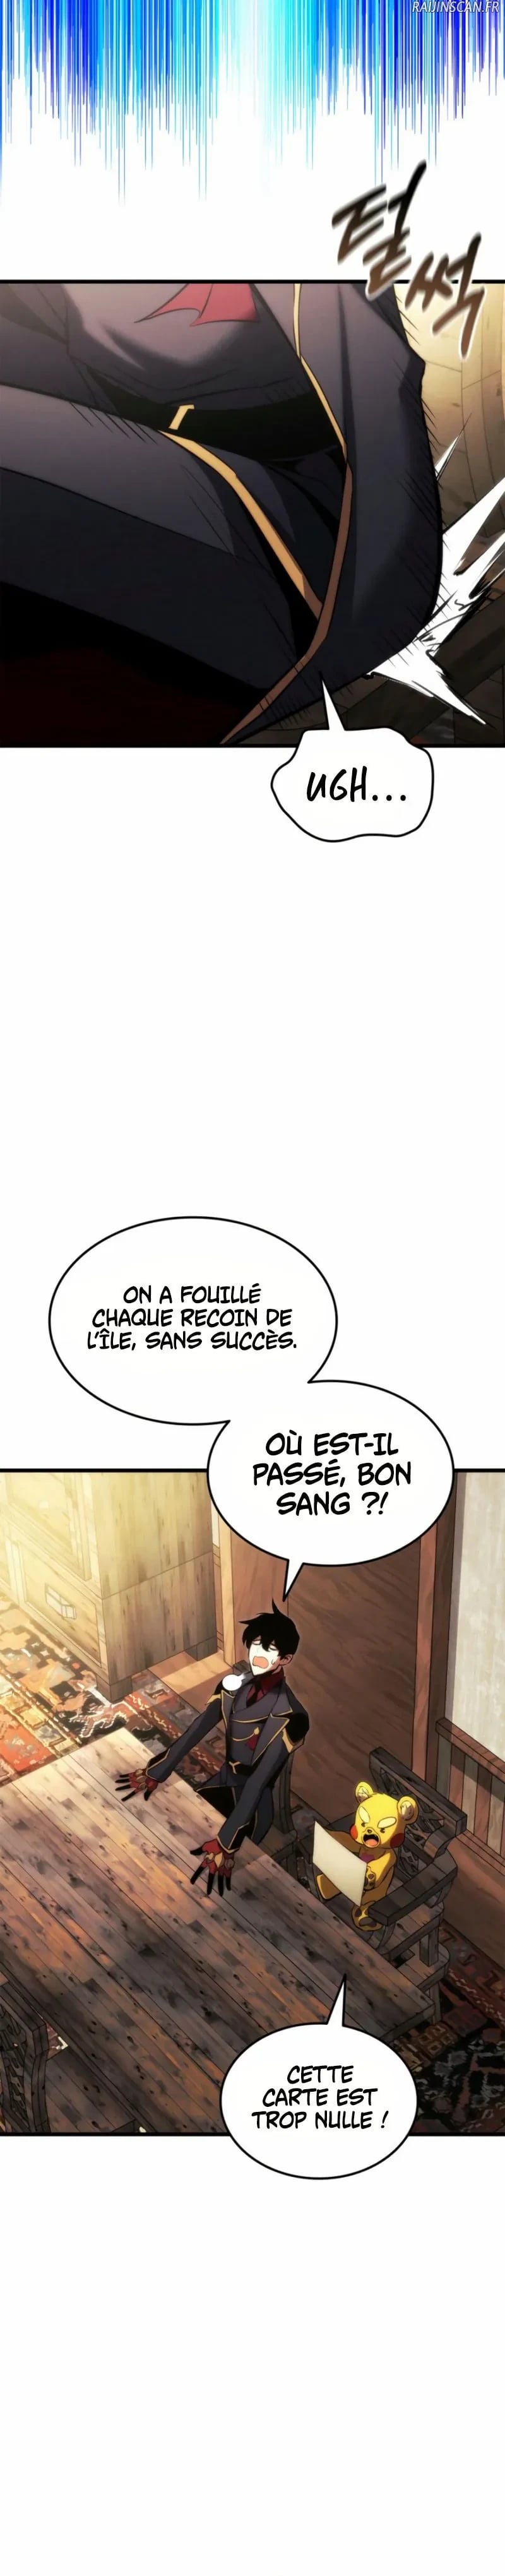 RAIJINSCAN.FR
털썩
UGH...
ON A FOUILLÉ
CHAQUE RECOIN DE
L'ÎLE, SANS SUCCÈS.
OÙ EST-IL
PASSÉ, BON
SANG ?!
CETTE
CARTE EST
TROP NULLE !